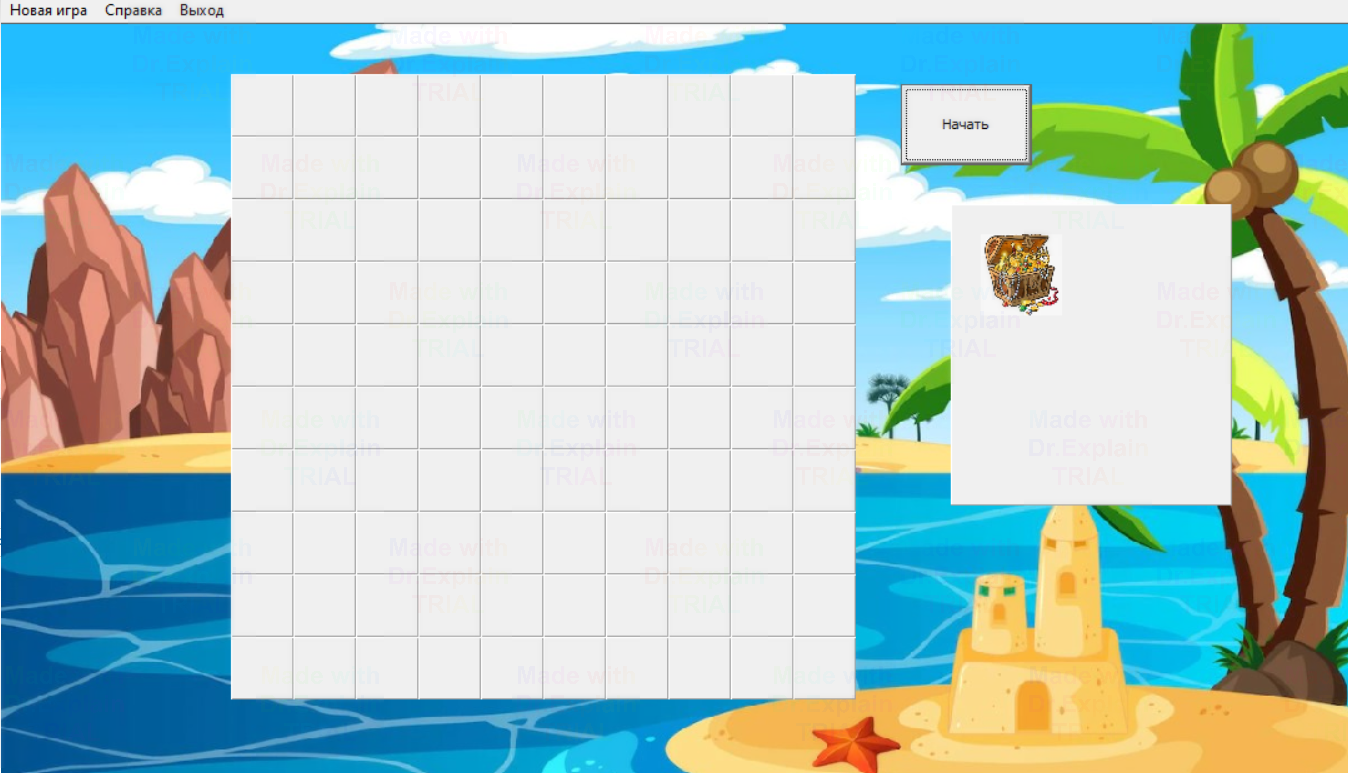 Новая игра Справка Выход
Начать
Made with
Dr.Explain
TRIAL